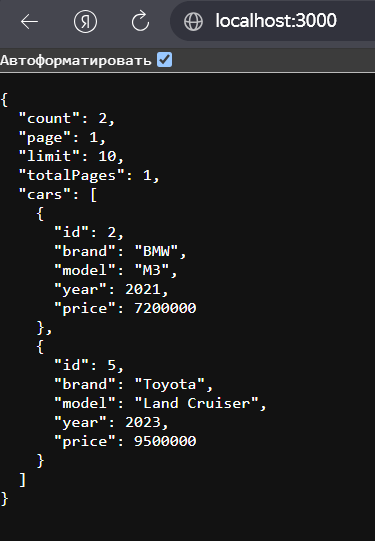 Я localhost:3000
Автоформатировать
{
  "count": 2,
  "page": 1,
  "limit": 10,
  "totalPages": 1,
  "cars": [
    {
      "id": 2,
      "brand": "BMW",
      "model": "M3",
      "year": 2021,
      "price": 7200000
    },
    {
      "id": 5,
      "brand": "Toyota",
      "model": "Land Cruiser",
      "year": 2023,
      "price": 9500000
    }
  ]
}